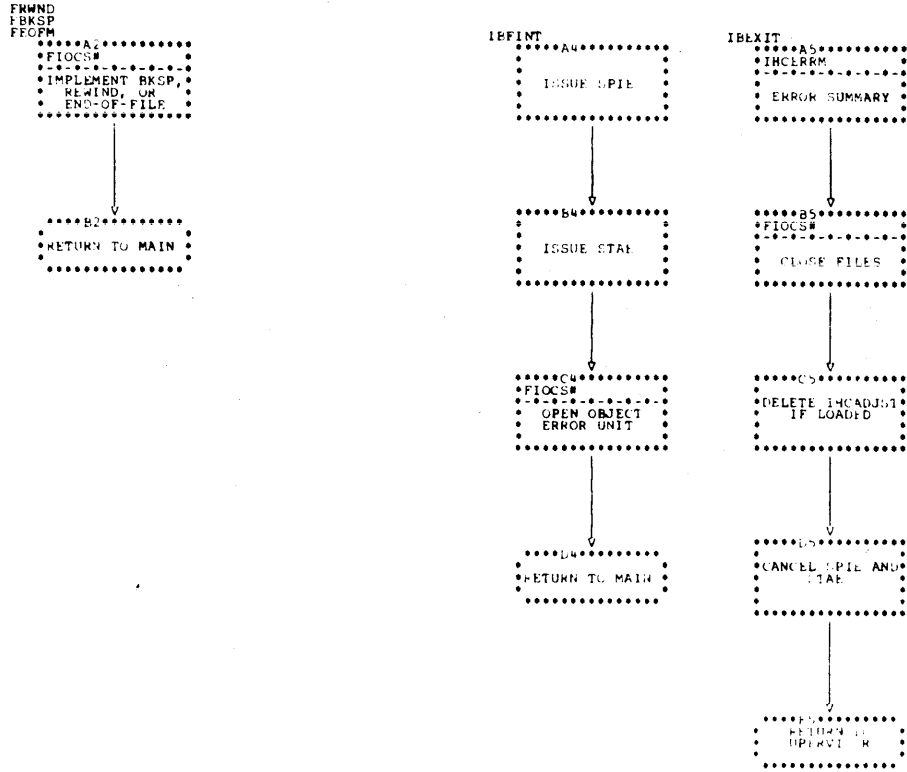 FRWND
FBKSP
FEOFM
A2
FIOCS#
IMPLEMENT BKSP,
REWIND, OR
END-OF-FILE
B2
RETURN TO MAIN
IBFINT
A4
ISSUE SPIE
B4
ISSUE STAE
C4
FIOCS#
OPEN OBJECT
ERROR UNIT
D4
RETURN TO MAIN
IBEXIT
A5
IHCERRM
ERROR SUMMARY
B5
FIOCS#
CLOSE FILES
C5
DELETE IHCADJST
IF LOADED
D5
CANCEL SPIE AND
STAE
E5
RETURN